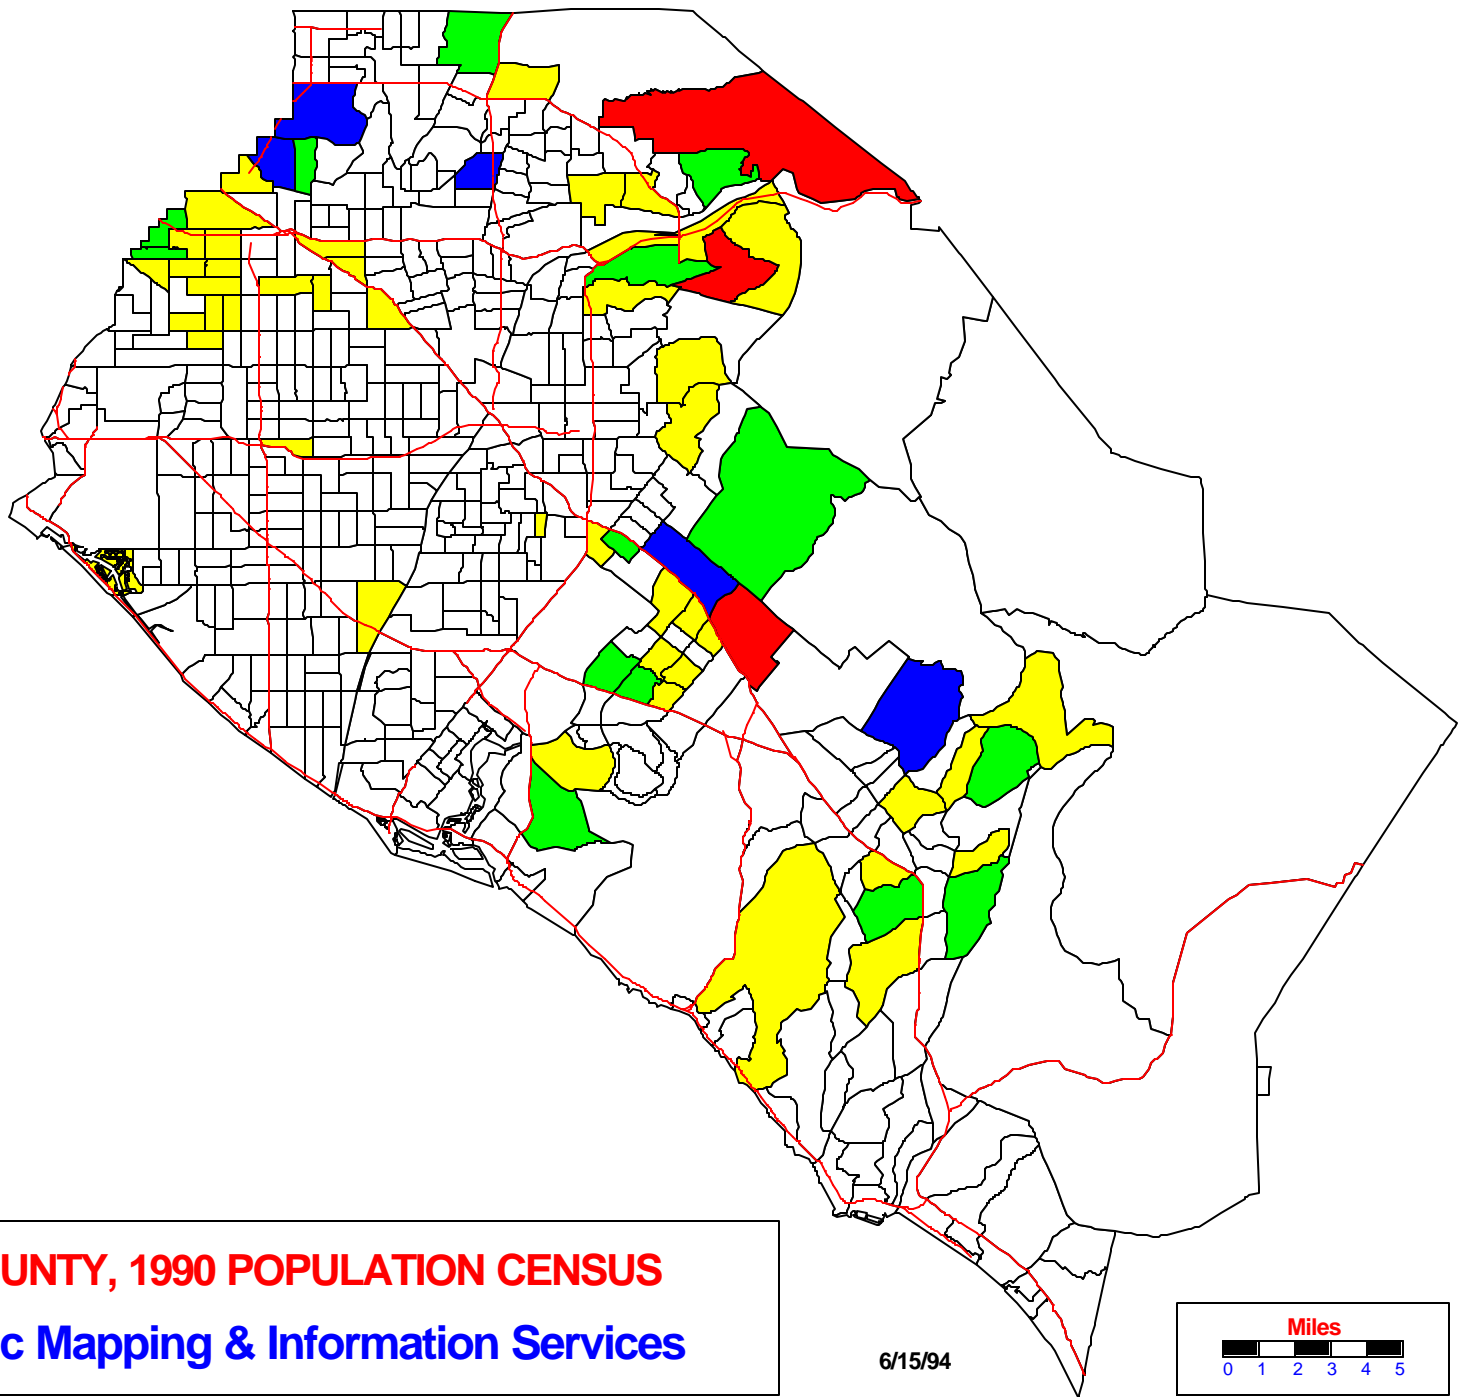 UNTY, 1990 POPULATION CENSUS
c Mapping & Information Services
6/15/94
Miles
0 1 2 3 4 5